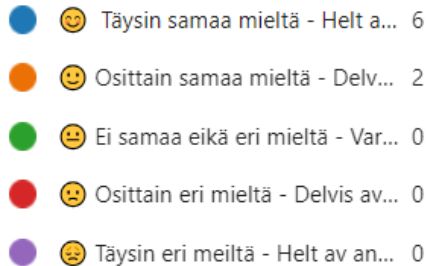 😊 Täysin samaa mieltä - Helt a... 6
🙂 Osittain samaa mieltä - Delv... 2
😐 Ei samaa eikä eri mieltä - Var... 0
🙁 Osittain eri mieltä - Delvis av... 0
😞 Täysin eri meiltä - Helt av an... 0